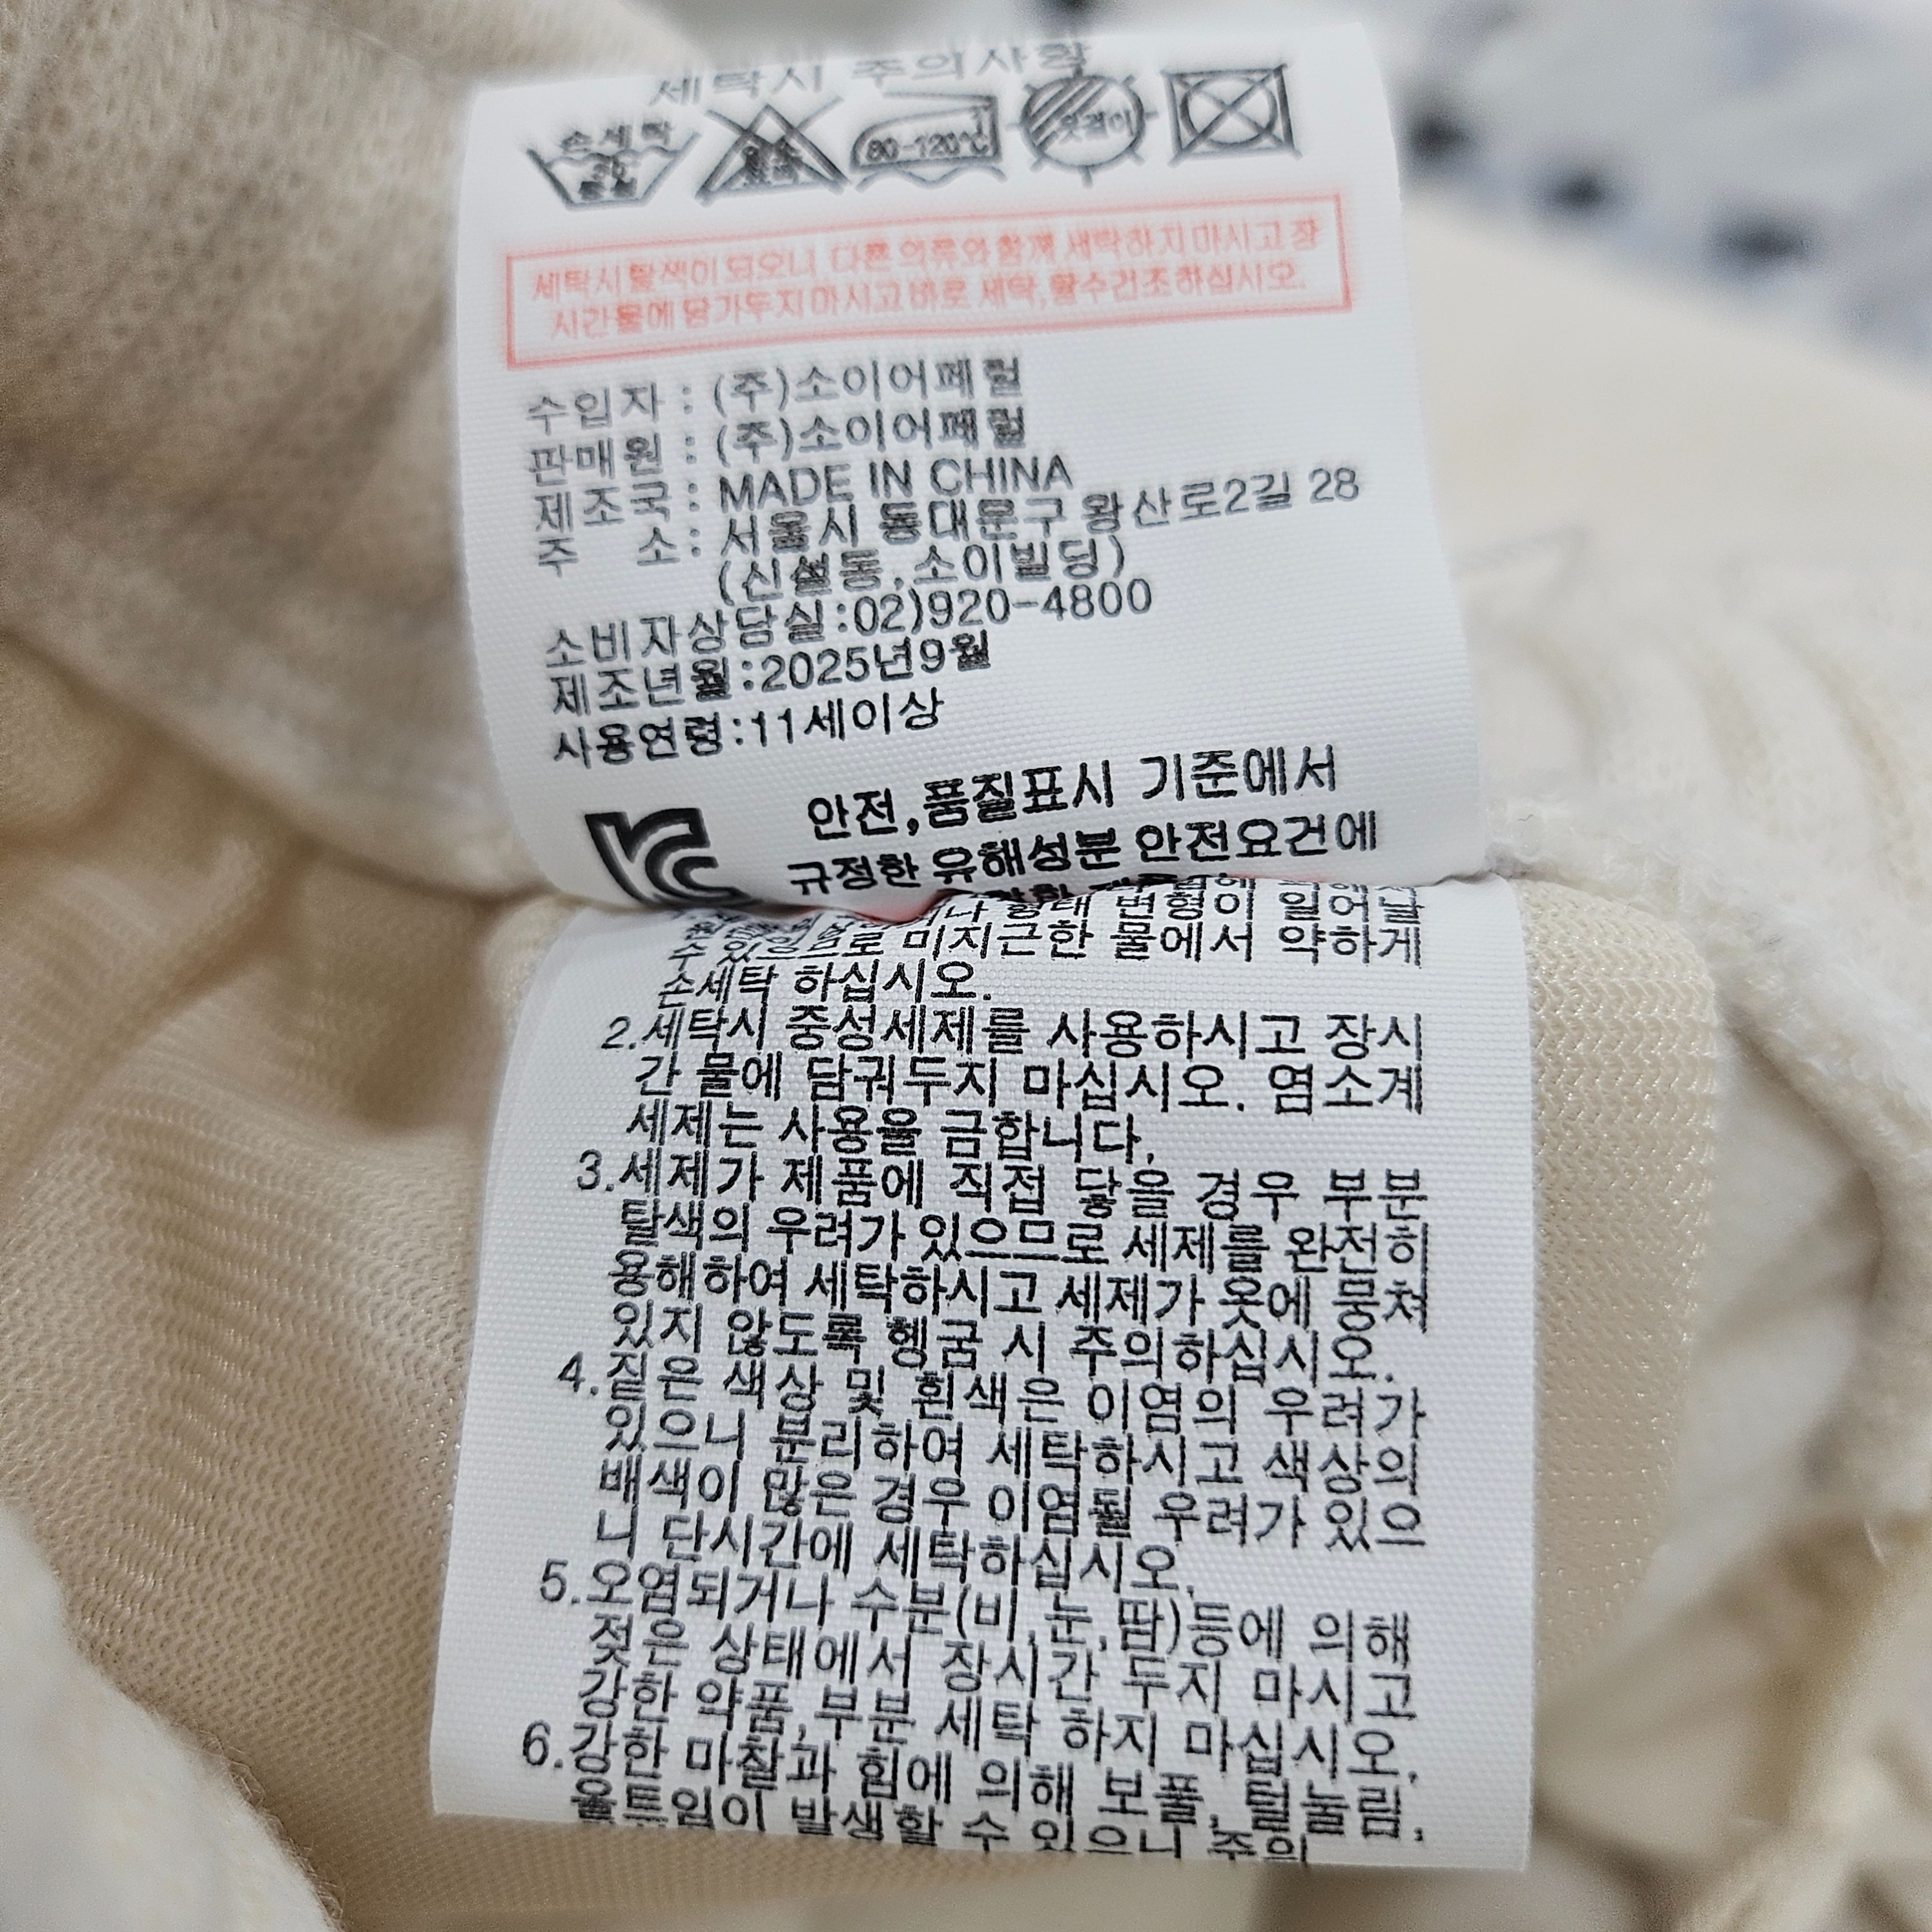 세탁시 주의사항
손세탁
80-120℃
옷걸이
세탁시 탈색이 되오니 다른 의류와 함께 세탁하지 마시고 장
시간 물에 담가두지 마시고 바로 세탁, 탈수건조 하십시오.
수입자 : (주)소이어패럴
판매원 : (주)소이어패럴
제조국 : MADE IN CHINA
주 소 : 서울시 동대문구 왕산로2길 28
(신설동, 소이빌딩)
소비자상담실:02)920-4800
제조년월:2025년9월
사용연령:11세이상
안전,품질표시 기준에서
규정한 유해성분 안전요건에
형태 변형이 일어날
수 있으므로 미지근한 물에서 약하게
손세탁 하십시오.
2.세탁시 중성세제를 사용하시고 장시
간 물에 담궈두지 마십시오. 염소계
세제는 사용을 금합니다.
3.세제가 제품에 직접 닿을 경우 부분
탈색의 우려가 있으므로 세제를 완전히
용해하여 세탁하시고 세제가 옷에 뭉쳐
있지 않도록 헹굼 시 주의하십시오.
4.짙은 색상 및 흰색은 이염의 우려가
있으니 분리하여 세탁하시고 색상의
배색이 많은 경우 이염될 우려가 있으
니 단시간에 세탁하십시오.
5.오염되거나 수분(비,눈,땀)등에 의해
젖은 상태에서 장시간 두지 마시고
강한 약품,부분 세탁 하지 마십시오.
6.강한 마찰과 힘에 의해 보풀, 털눌림,
올트임이 발생할 수 있으니 주의